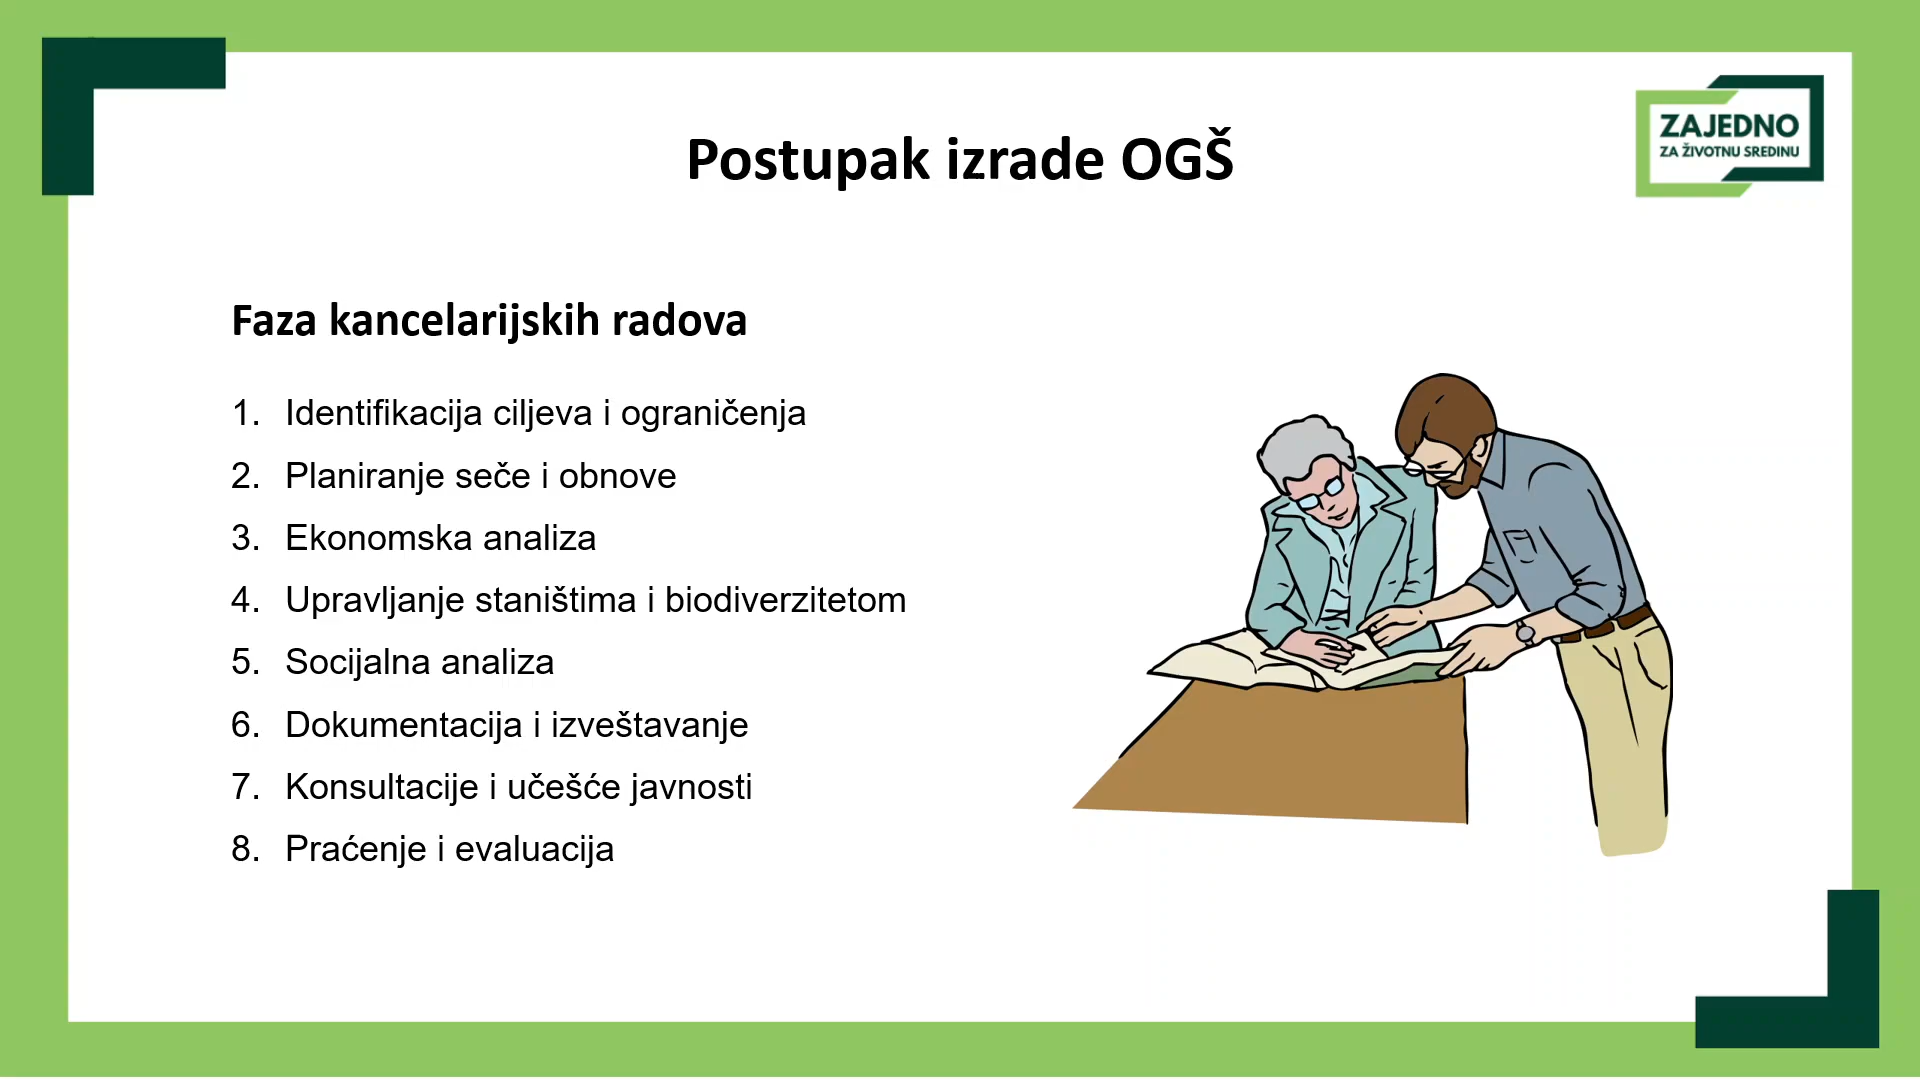 ZAJEDNO
ZA ŽIVOTNU SREDINU
Postupak izrade OGŠ
Faza kancelarijskih radova
1. Identifikacija ciljeva i ograničenja
2. Planiranje seče i obnove
3. Ekonomska analiza
4. Upravljanje staništima i biodiverzitetom
5. Socijalna analiza
6. Dokumentacija i izveštavanje
7. Konsultacije i učešće javnosti
8. Praćenje i evaluacija